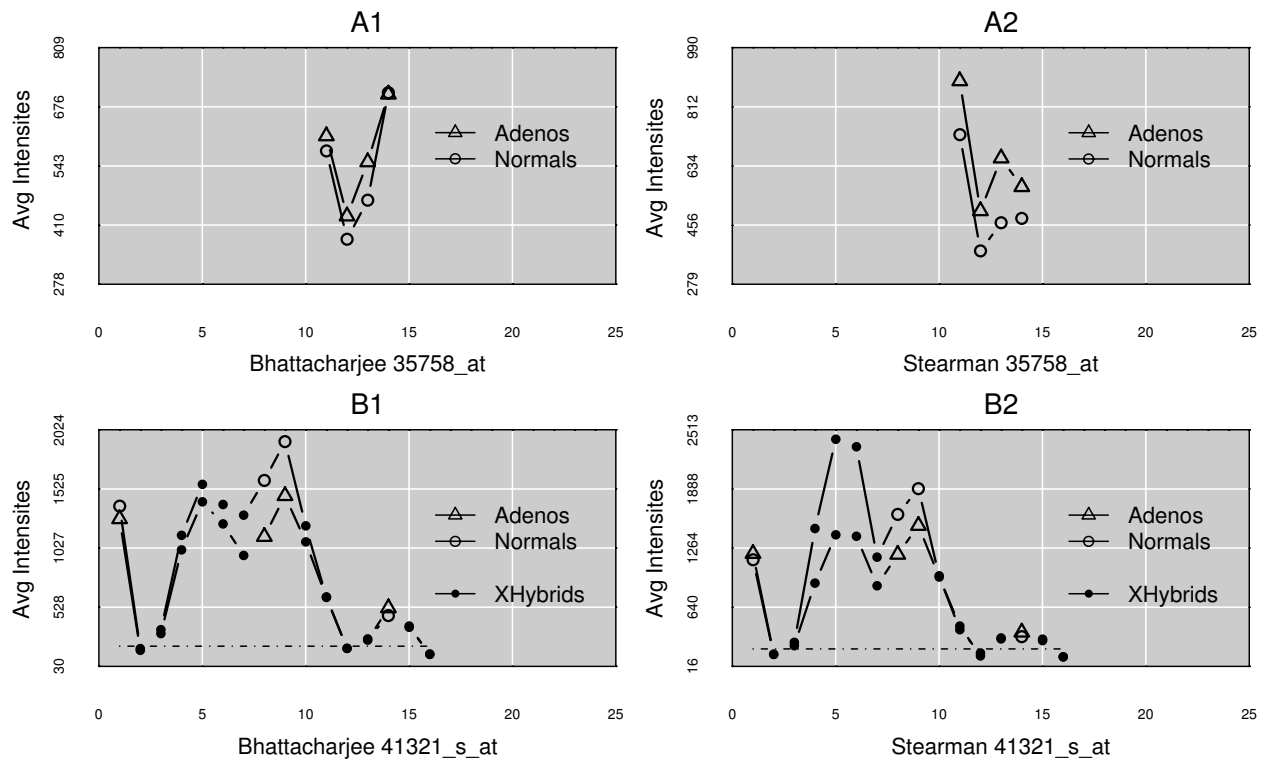 A1
809
676
543
410
278
Avg Intensites
Adenos
Normals
0 5 10 15 20 25
Bhattacharjee 35758_at
A2
990
812
634
456
279
Avg Intensites
Adenos
Normals
0 5 10 15 20 25
Stearman 35758_at
B1
2024
1525
1027
528
30
Avg Intensites
Adenos
Normals
XHybrids
0 5 10 15 20 25
Bhattacharjee 41321_s_at
B2
2513
1888
1264
640
16
Avg Intensites
Adenos
Normals
XHybrids
0 5 10 15 20 25
Stearman 41321_s_at